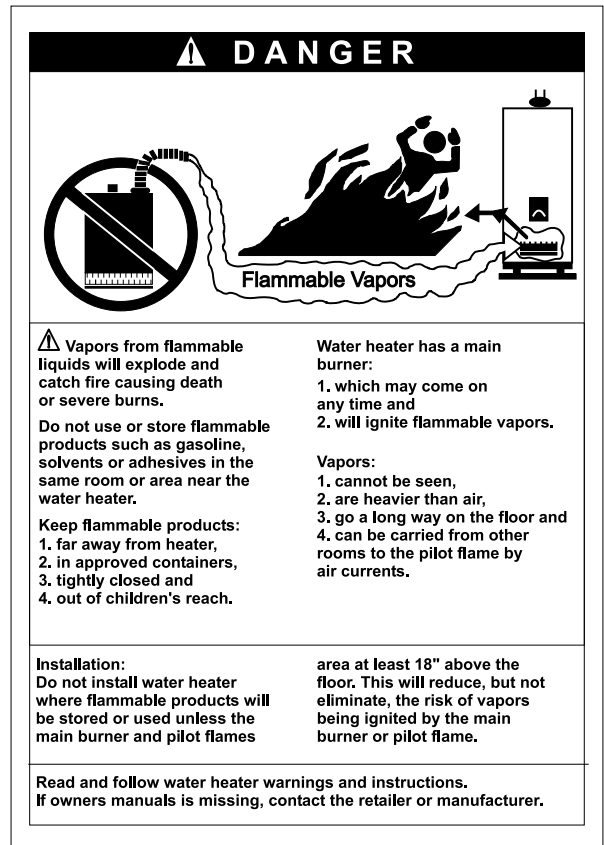 DANGER
Flammable Vapors
Vapors from flammable
liquids will explode and
catch fire causing death
or severe burns.
Do not use or store flammable
products such as gasoline,
solvents or adhesives in the
same room or area near the
water heater.
Keep flammable products:
1. far away from heater,
2. in approved containers,
3. tightly closed and
4. out of children's reach.
Water heater has a main
burner:
1. which may come on
any time and
2. will ignite flammable vapors.
Vapors:
1. cannot be seen,
2. are heavier than air,
3. go a long way on the floor and
4. can be carried from other
rooms to the pilot flame by
air currents.
Installation:
Do not install water heater
where flammable products will
be stored or used unless the
main burner and pilot flames
area at least 18" above the
floor. This will reduce, but not
eliminate, the risk of vapors
being ignited by the main
burner or pilot flame.
Read and follow water heater warnings and instructions.
If owners manuals is missing, contact the retailer or manufacturer.